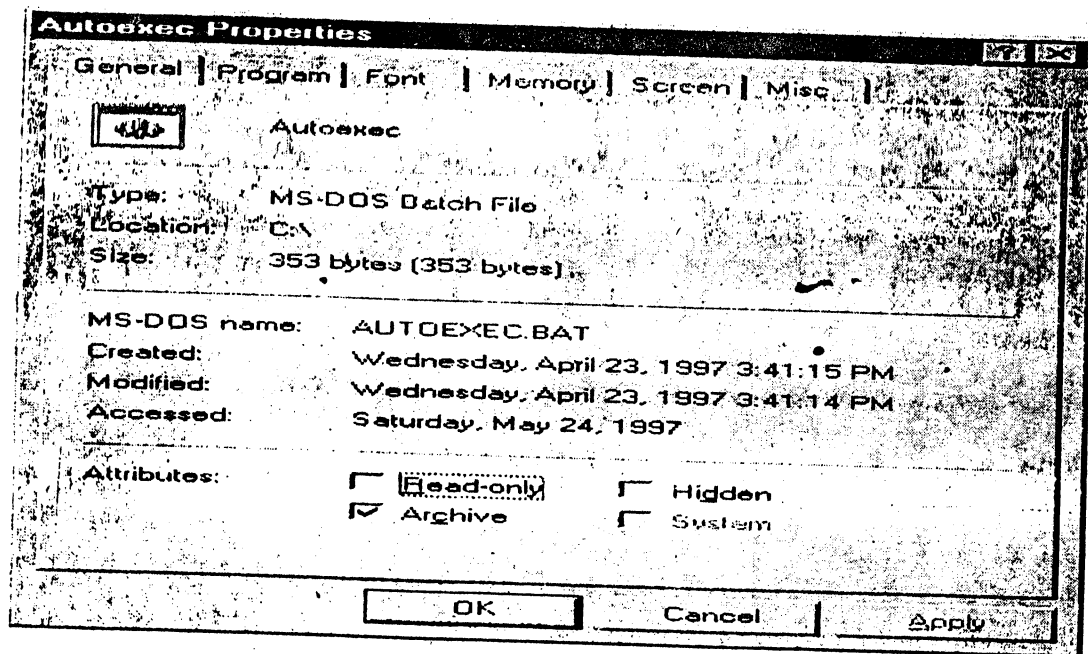 Autoexec Properties
General Program Font Memory Screen Misc
Autoexec
Type: MS-DOS Batch File
Location: C:\
Size: 353 bytes (353 bytes)
MS-DOS name: AUTOEXEC.BAT
Created: Wednesday, April 23, 1997 3:41:15 PM
Modified: Wednesday, April 23, 1997 3:41:14 PM
Accessed: Saturday, May 24, 1997
Attributes: Read-only Hidden
Archive System
OK Cancel Apply